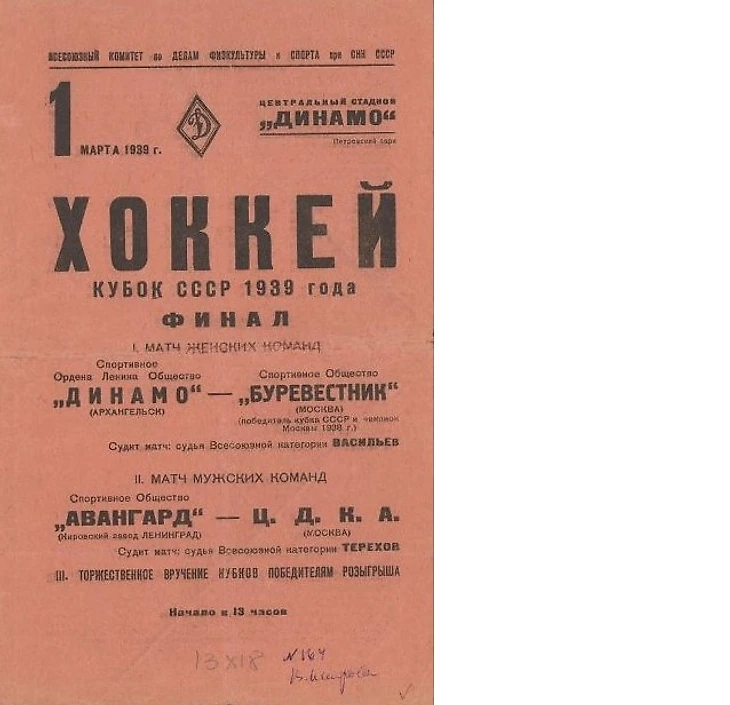 ВСЕСОЮЗНЫЙ КОМИТЕТ по ДЕЛАМ ФИЗКУЛЬТУРЫ и СПОРТА при СНК СССР
1 МАРТА 1939 г.
Д
ЦЕНТРАЛЬНЫЙ СТАДИОН
„ДИНАМО“
Петровский парк
ХОККЕЙ
КУБОК СССР 1939 года
ФИНАЛ
I. МАТЧ ЖЕНСКИХ КОМАНД
Спортивное
Ордена Ленина Общество
„ДИНАМО“ —
(АРХАНГЕЛЬСК)
Спортивное Общество
„БУРЕВЕСТНИК“
(МОСКВА)
(победитель кубка СССР и чемпион
Москвы 1938 г.)
Судит матч: судья Всесоюзной категории ВАСИЛЬЕВ
II. МАТЧ МУЖСКИХ КОМАНД
Спортивное Общество
„АВАНГАРД“ — Ц. Д. К. А.
(Кировский завод ЛЕНИНГРАД) (МОСКВА)
Судит матч: судья Всесоюзной категории ТЕРЕХОВ
III. ТОРЖЕСТВЕННОЕ ВРУЧЕНИЕ КУБКОВ ПОБЕДИТЕЛЯМ РОЗЫГРЫША
Начало в 13 часов
13X18
N 164